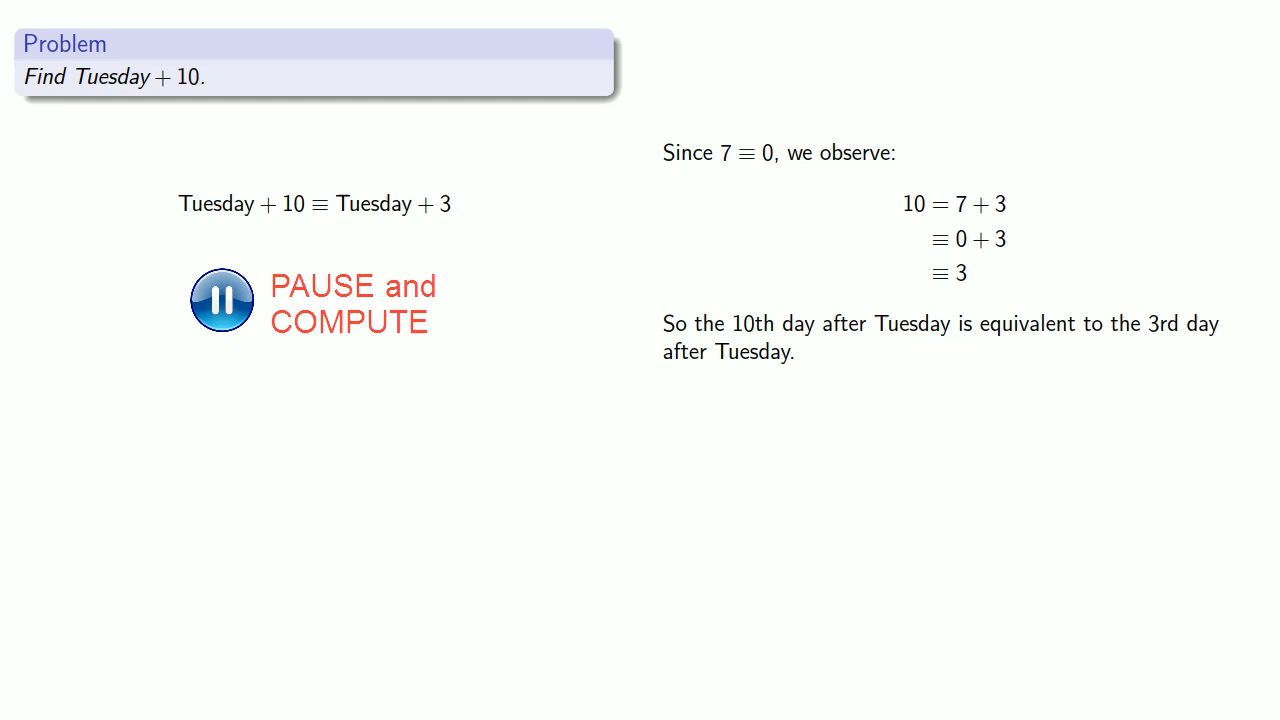 Problem
Find Tuesday + 10.
Tuesday + 10 ≡ Tuesday + 3
PAUSE and
COMPUTE
Since 7 ≡ 0, we observe:
10 = 7 + 3
≡ 0 + 3
≡ 3
So the 10th day after Tuesday is equivalent to the 3rd day
after Tuesday.